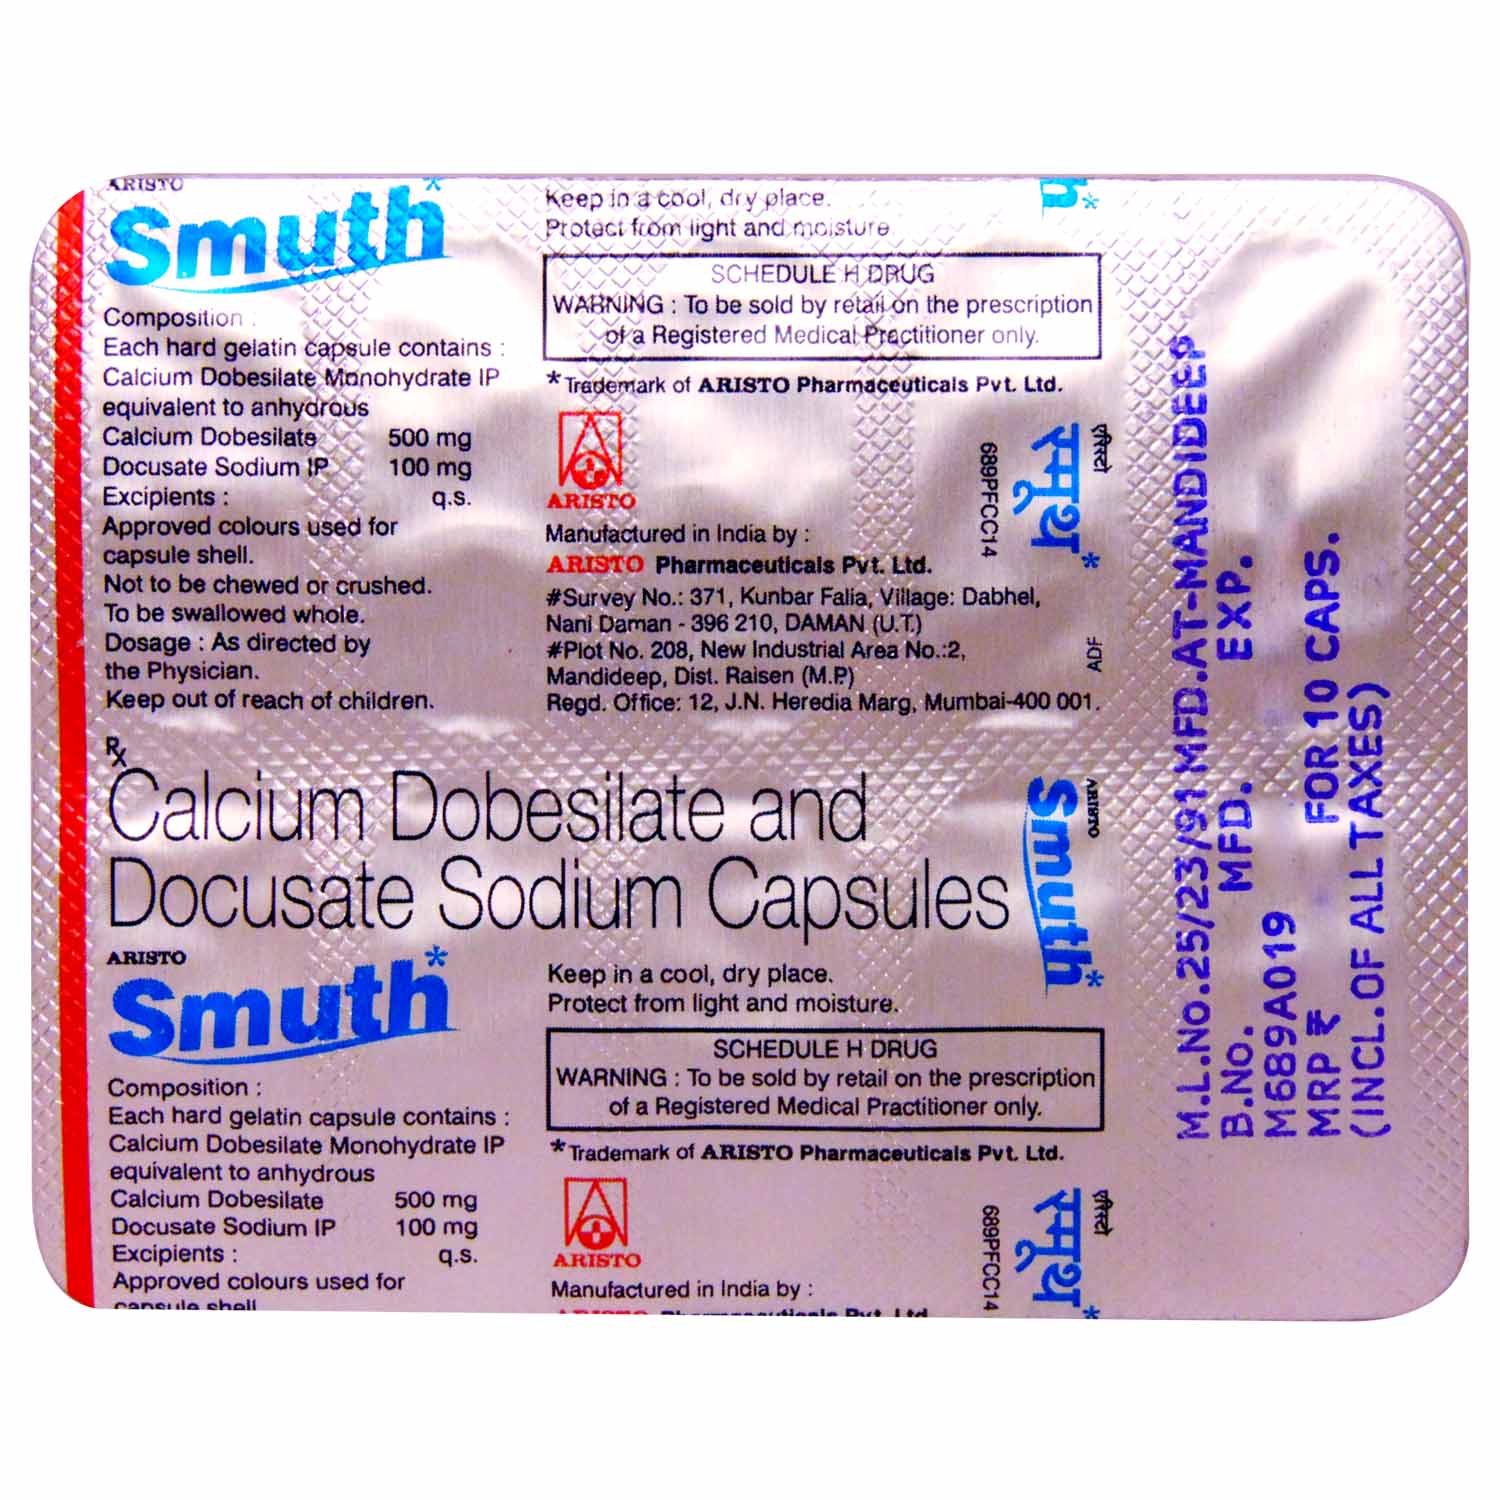 ARISTO
Smuth*
Composition :
Each hard gelatin capsule contains :
Calcium Dobesilate Monohydrate IP
equivalent to anhydrous
Calcium Dobesilate 500 mg
Docusate Sodium IP 100 mg
Excipients : q.s.
Approved colours used for
capsule shell.
Not to be chewed or crushed.
To be swallowed whole.
Dosage : As directed by
the Physician.
Keep out of reach of children.
Keep in a cool, dry place.
Protect from light and moisture.
SCHEDULE H DRUG
WARNING : To be sold by retail on the prescription
of a Registered Medical Practitioner only.
*Trademark of ARISTO Pharmaceuticals Pvt. Ltd.
ARISTO
Manufactured in India by :
ARISTO Pharmaceuticals Pvt. Ltd.
#Survey No.: 371, Kunbar Falia, Village: Dabhel,
Nani Daman - 396 210, DAMAN (U.T.)
#Plot No. 208, New Industrial Area No.:2,
Mandideep, Dist. Raisen (M.P.)
Regd. Office: 12, J.N. Heredia Marg, Mumbai-400 001.
h*
एरिस्टो
स्मूथ*
689PFCC14
ADF
Rx
Calcium Dobesilate and
Docusate Sodium Capsules
ARISTO
Smuth*
ARISTO
Smuth*
Composition :
Each hard gelatin capsule contains :
Calcium Dobesilate Monohydrate IP
equivalent to anhydrous
Calcium Dobesilate 500 mg
Docusate Sodium IP 100 mg
Excipients : q.s.
Approved colours used for
capsule shell
Keep in a cool, dry place.
Protect from light and moisture.
SCHEDULE H DRUG
WARNING : To be sold by retail on the prescription
of a Registered Medical Practitioner only.
*Trademark of ARISTO Pharmaceuticals Pvt. Ltd.
ARISTO
Manufactured in India by :
ARISTO Pharmaceuticals Pvt. Ltd
एरिस्टो
स्मूथ*
689PFCC14
M.L.No.25/23/91 MFD.AT-MANDIDEEP
B.NO. MFD. EXP.
M689A019
MRP ₹ FOR 10 CAPS.
(INCL.OF ALL TAXES)